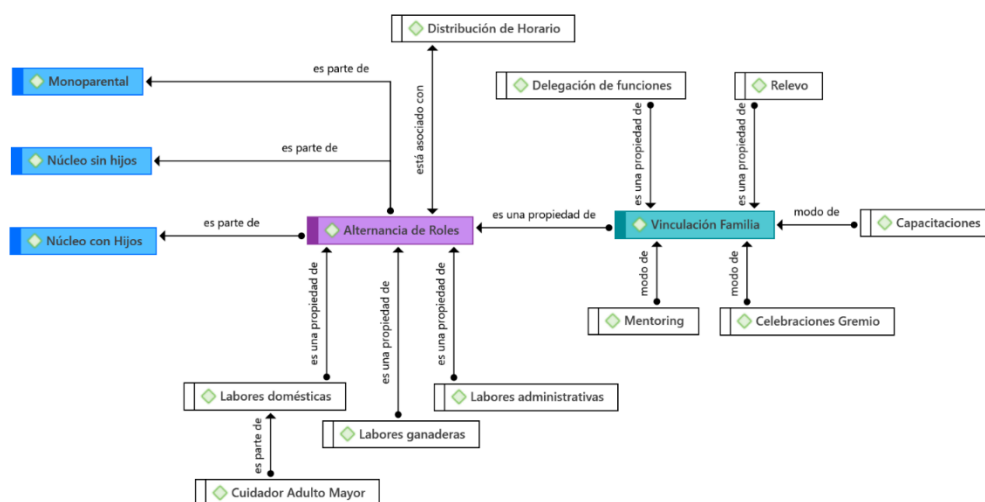 Distribución de Horario
es parte de
Monoparental
Delegación de funciones
Relevo
está asociado con
es una propiedad de
es una propiedad de
es parte de
Núcleo sin hijos
es parte de
es una propiedad de
modo de
Núcleo con Hijos
Alternancia de Roles
Vinculación Familia
Capacitaciones
modo de
modo de
es una propiedad de
es una propiedad de
es una propiedad de
Mentoring
Celebraciones Gremio
Labores domésticas
Labores administrativas
Labores ganaderas
es parte de
Cuidador Adulto Mayor